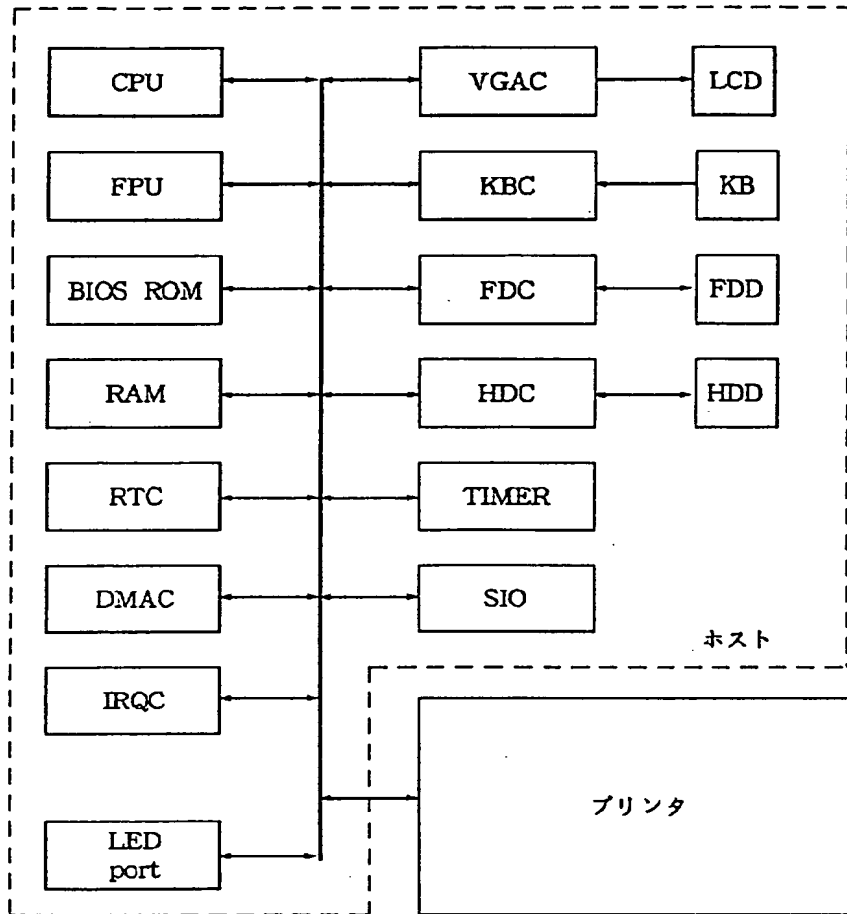 CPU
VGAC
LCD
FPU
KBC
KB
BIOS ROM
FDC
FDD
RAM
HDC
HDD
RTC
TIMER
DMAC
SIO
ホスト
IRQC
プリンタ
LED
port